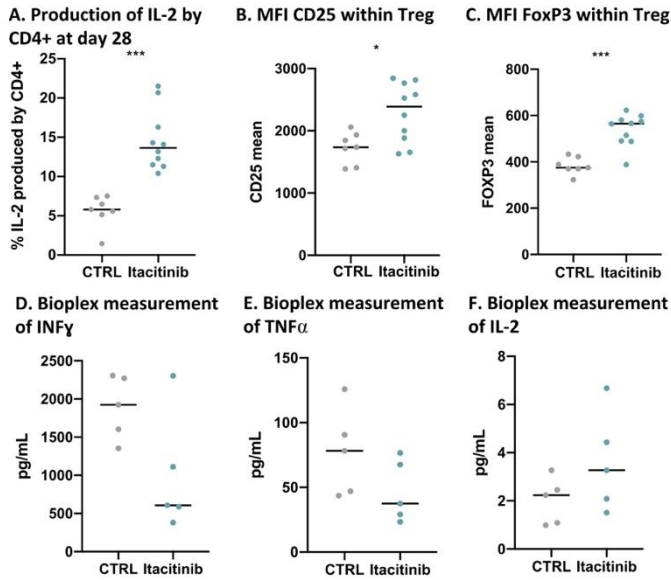 A. Production of IL-2 by
CD4+ at day 28
B. MFI CD25 within Treg
C. MFI FoxP3 within Treg
***
% IL-2 produced by CD4+
25
20
15
10
5
0
CTRL Itacitinib
*
CD25 mean
3000
2000
1000
CTRL Itacitinib
***
FOXP3 mean
800
600
400
200
0
CTRL Itacitinib
D. Bioplex measurement
of INFɣ
E. Bioplex measurement
of TNFα
F. Bioplex measurement
of IL-2
pg/mL
2500
2000
1500
1000
500
0
CTRL Itacitinib
pg/mL
150
100
50
0
CTRL Itacitinib
pg/mL
8
6
4
2
0
CTRL Itacitinib